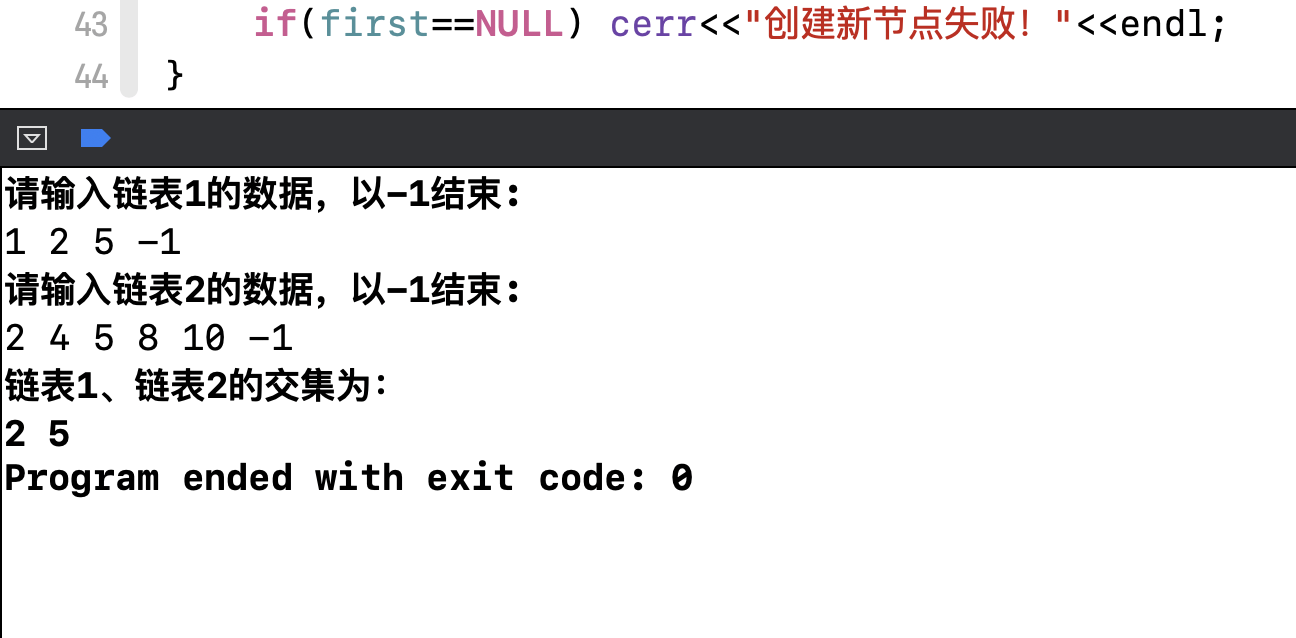 43 if(first==NULL) cerr<<"创建新节点失败！"<<endl;
44 }
请输入链表1的数据，以-1结束：
1 2 5 -1
请输入链表2的数据，以-1结束：
2 4 5 8 10 -1
链表1、链表2的交集为：
2 5
Program ended with exit code: 0